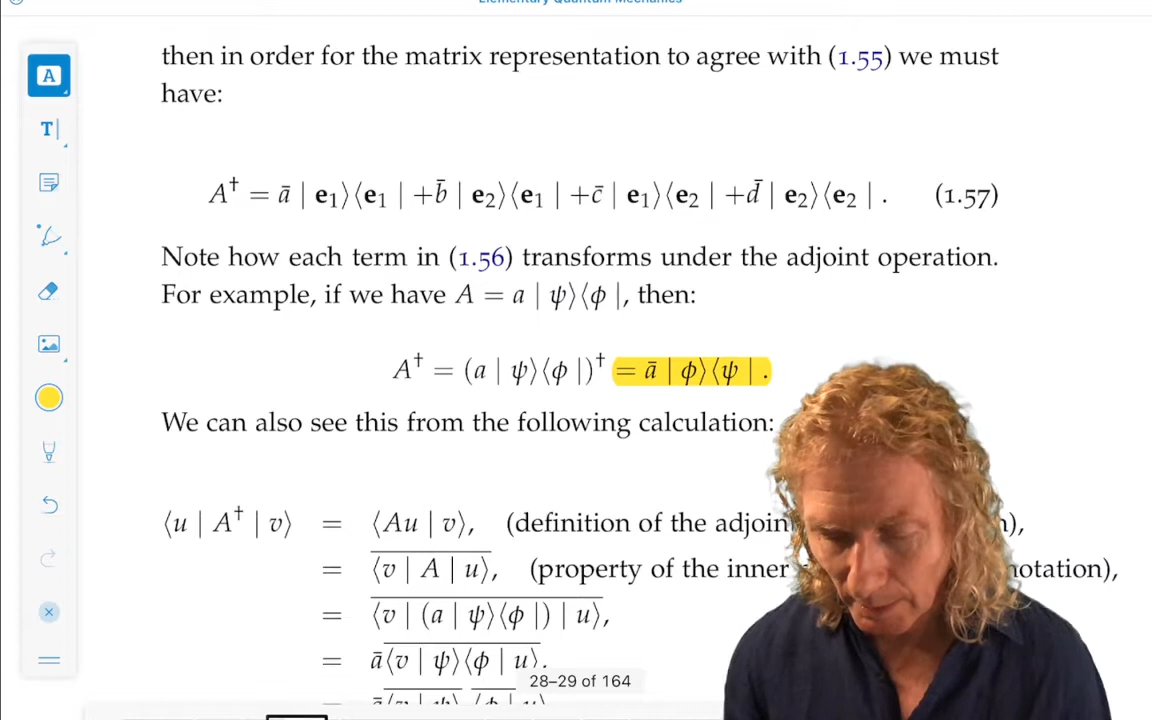 Elementary Quantum Mechanics
then in order for the matrix representation to agree with (1.55) we must
have:
A† = ā | e₁⟩⟨e₁ | +b̄ | e₂⟩⟨e₁ | +c̄ | e₁⟩⟨e₂ | +d̄ | e₂⟩⟨e₂ | . (1.57)
Note how each term in (1.56) transforms under the adjoint operation.
For example, if we have A = a | ψ⟩⟨ϕ |, then:
A† = (a | ψ⟩⟨ϕ |)† = ā | ϕ⟩⟨ψ | .
We can also see this from the following calculation:
⟨u | A† | v⟩ = ⟨Au | v⟩, (definition of the
= ⟨v | A | u⟩, (property of the inner
= ⟨v | (a | ψ⟩⟨ϕ |) | u⟩,
= ā⟨v | ψ⟩⟨ϕ | u⟩.
28–29 of 164
A
T|